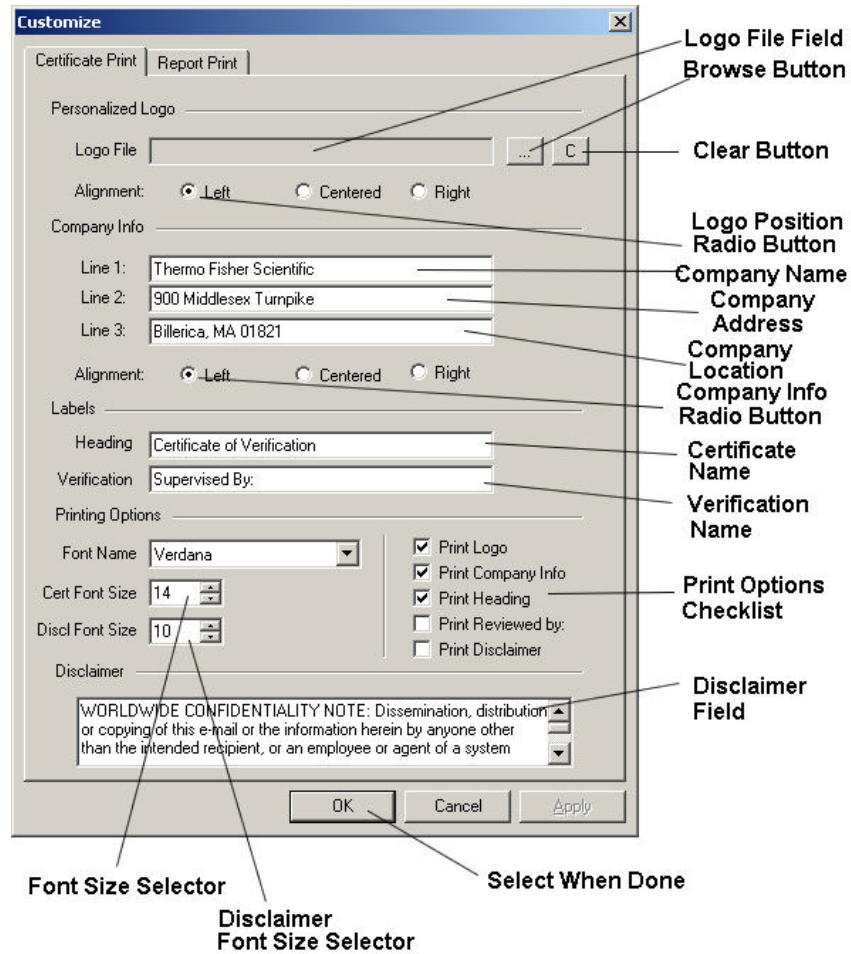 Customize
Certificate Print
Report Print
Logo File Field
Browse Button
Personalized Logo
Logo File
...
C
Clear Button
Alignment:
Left
Centered
Right
Logo Position
Radio Button
Company Info
Line 1:
Thermo Fisher Scientific
Company Name
Line 2:
900 Middlesex Turnpike
Company
Address
Line 3:
Billerica, MA 01821
Company
Location
Alignment:
Left
Centered
Right
Company Info
Radio Button
Labels
Heading
Certificate of Verification
Certificate
Name
Verification
Supervised By:
Verification
Name
Printing Options
Font Name
Verdana
Cert Font Size
14
Discl Font Size
10
Print Logo
Print Company Info
Print Heading
Print Reviewed by:
Print Disclaimer
Print Options
Checklist
Disclaimer
WORLDWIDE CONFIDENTIALITY NOTE: Dissemination, distribution
or copying of this e-mail or the information herein by anyone other
than the intended recipient, or an employee or agent of a system
Disclaimer
Field
OK
Cancel
Apply
Font Size Selector
Select When Done
Disclaimer
Font Size Selector